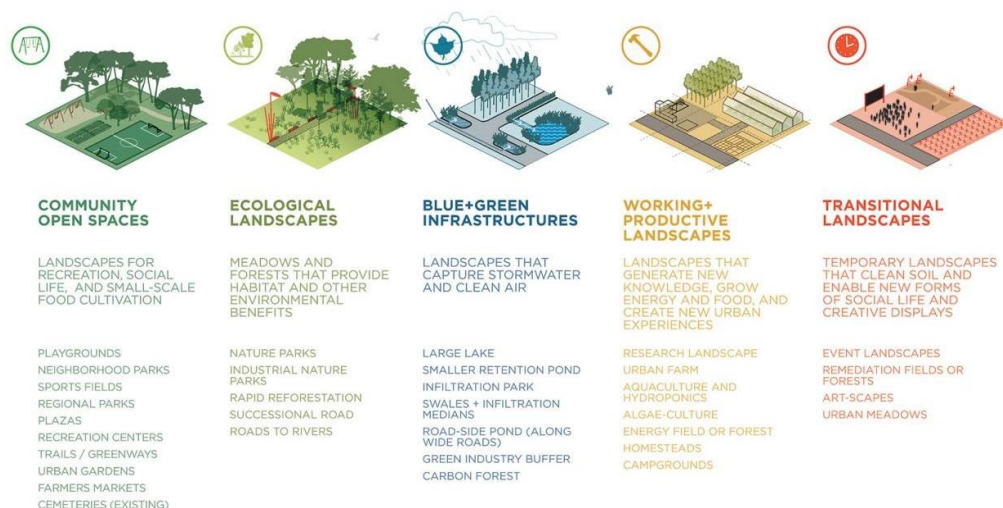 COMMUNITY
OPEN SPACES
LANDSCAPES FOR
RECREATION, SOCIAL
LIFE, AND SMALL-SCALE
FOOD CULTIVATION
PLAYGROUNDS
NEIGHBORHOOD PARKS
SPORTS FIELDS
REGIONAL PARKS
PLAZAS
RECREATION CENTERS
TRAILS / GREENWAYS
URBAN GARDENS
FARMERS MARKETS
CEMETERIES (EXISTING)
ECOLOGICAL
LANDSCAPES
MEADOWS AND
FORESTS THAT PROVIDE
HABITAT AND OTHER
ENVIRONMENTAL
BENEFITS
NATURE PARKS
INDUSTRIAL NATURE
PARKS
RAPID REFORESTATION
SUCCESSIONAL ROAD
ROADS TO RIVERS
BLUE+GREEN
INFRASTRUCTURES
LANDSCAPES THAT
CAPTURE STORMWATER
AND CLEAN AIR
LARGE LAKE
SMALLER RETENTION POND
INFILTRATION PARK
SWALES + INFILTRATION
MEDIANS
ROAD-SIDE POND (ALONG
WIDE ROADS)
GREEN INDUSTRY BUFFER
CARBON FOREST
WORKING+
PRODUCTIVE
LANDSCAPES
LANDSCAPES THAT
GENERATE NEW
KNOWLEDGE, GROW
ENERGY AND FOOD, AND
CREATE NEW URBAN
EXPERIENCES
RESEARCH LANDSCAPE
URBAN FARM
AQUACULTURE AND
HYDROPONICS
ALGAE-CULTURE
ENERGY FIELD OR FOREST
HOMESTEADS
CAMPGROUNDS
TRANSITIONAL
LANDSCAPES
TEMPORARY LANDSCAPES
THAT CLEAN SOIL AND
ENABLE NEW FORMS
OF SOCIAL LIFE AND
CREATIVE DISPLAYS
EVENT LANDSCAPES
REMEDIATION FIELDS OR
FORESTS
ART-SCAPES
URBAN MEADOWS